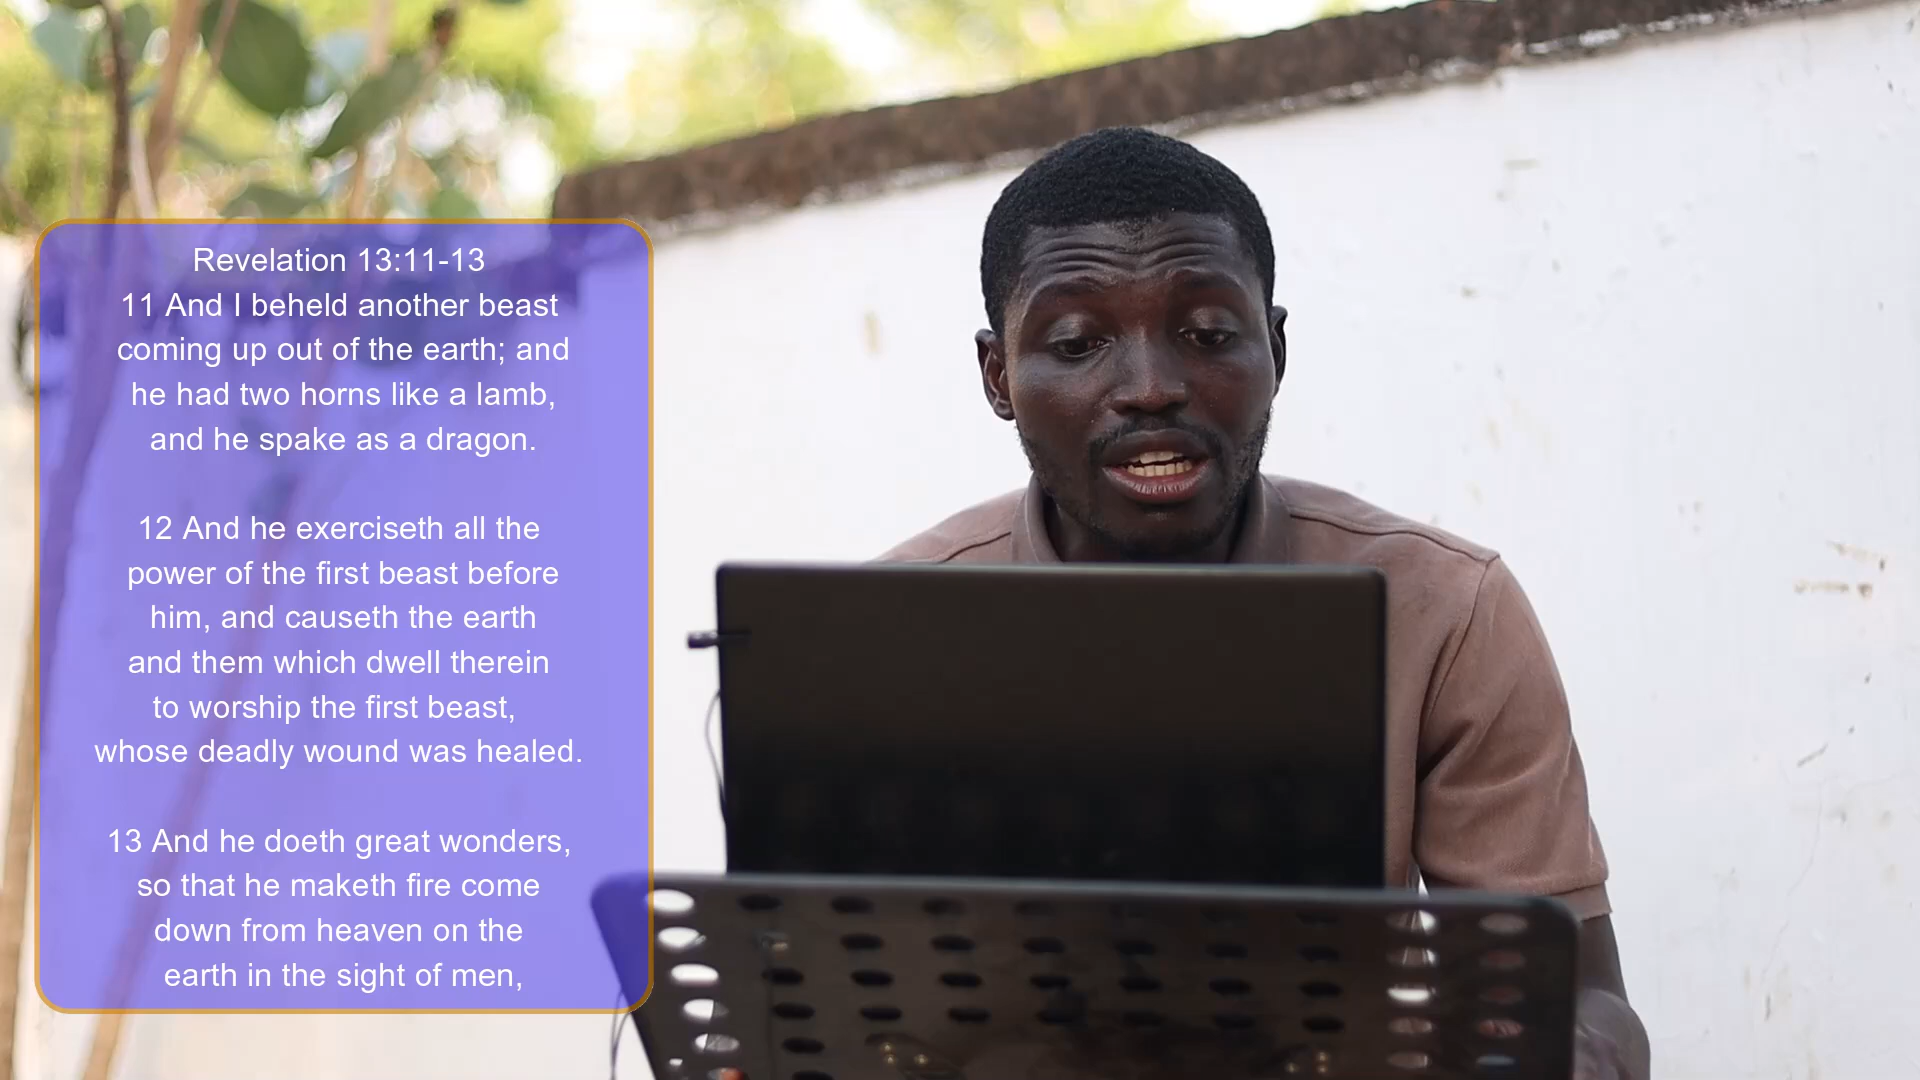 Revelation 13:11-13
11 And I beheld another beast
coming up out of the earth; and
he had two horns like a lamb,
and he spake as a dragon.
12 And he exerciseth all the
power of the first beast before
him, and causeth the earth
and them which dwell therein
to worship the first beast,
whose deadly wound was healed.
13 And he doeth great wonders,
so that he maketh fire come
down from heaven on the
earth in the sight of men,